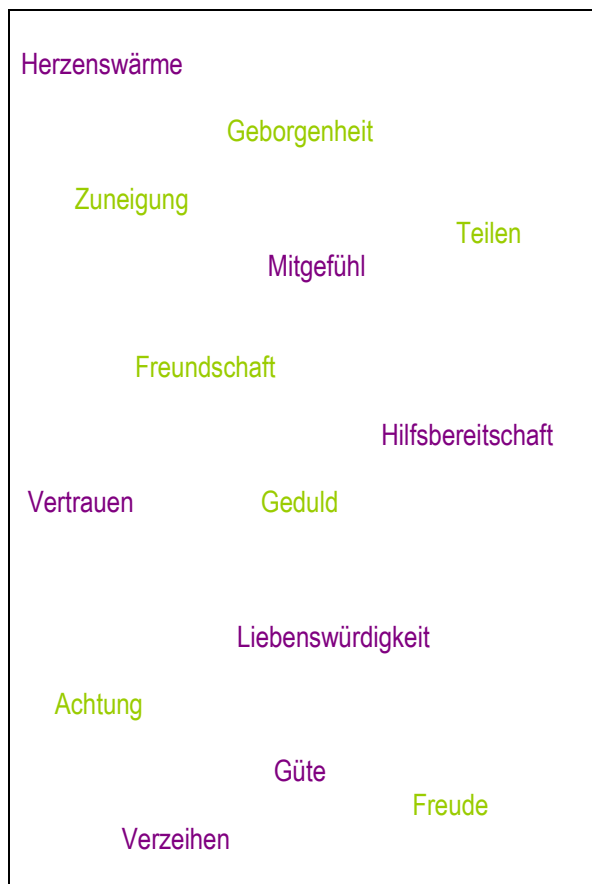 Herzenswärme
Geborgenheit
Zuneigung
Teilen
Mitgefühl
Freundschaft
Hilfsbereitschaft
Vertrauen Geduld
Liebenswürdigkeit
Achtung
Güte
Freude
Verzeihen